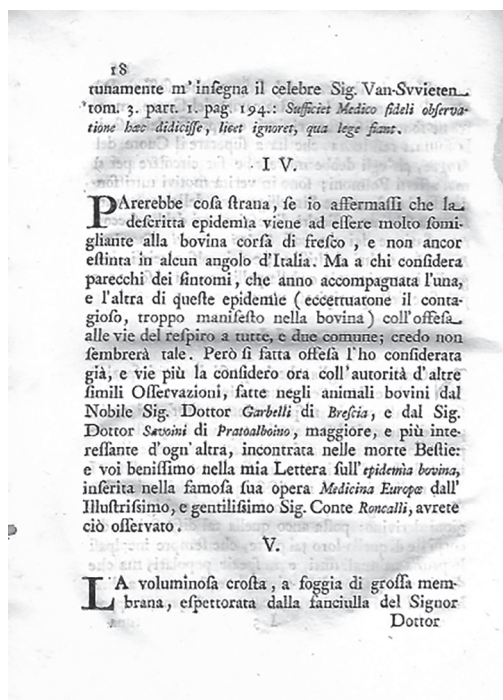 18
tunamente m'insegna il celebre Sig. Van-Svvieten
tom. 3. part. 1. pag. 194.: Sufficiet Medico fideli observa-
tione hæc didicisse, licet ignoret, qua lege fiant.
I V.
PArerebbe cosa strana, se io affermassi che la
descritta epidemìa viene ad essere molto somi-
gliante alla bovina corsa di fresco, e non ancor
estinta in alcun angolo d'Italia. Ma a chi considera
parecchi dei sintomi, che anno accompagnata l'una,
e l'altra di queste epidemìe (eccettuatone il conta-
gioso, troppo manifesto nella bovina) coll'offesa
alle vie del respiro a tutte, e due comune; credo non
sembrerà tale. Però sì fatta offesa l'ho considerata
già, e vie più la considero ora coll'autorità d'altre
simili Osservazioni, fatte negli animali bovini dal
Nobile Sig. Dottor Garbelli di Brescia, e dal Sig.
Dottor Savoini di Pratoalboino, maggiore, e più inte-
ressante d'ogn'altra, incontrata nelle morte Bestie:
e voi benissimo nella mia Lettera sull'epidemìa bovina,
inserita nella famosa sua opera Medicina Europæ dall'
Illustrissimo, e gentilissimo Sig. Conte Roncalli, avrete
ciò osservato.
V.
LA voluminosa crosta, a foggia di grossa mem-
brana, espettorata dalla fanciulla del Signor
Dottor